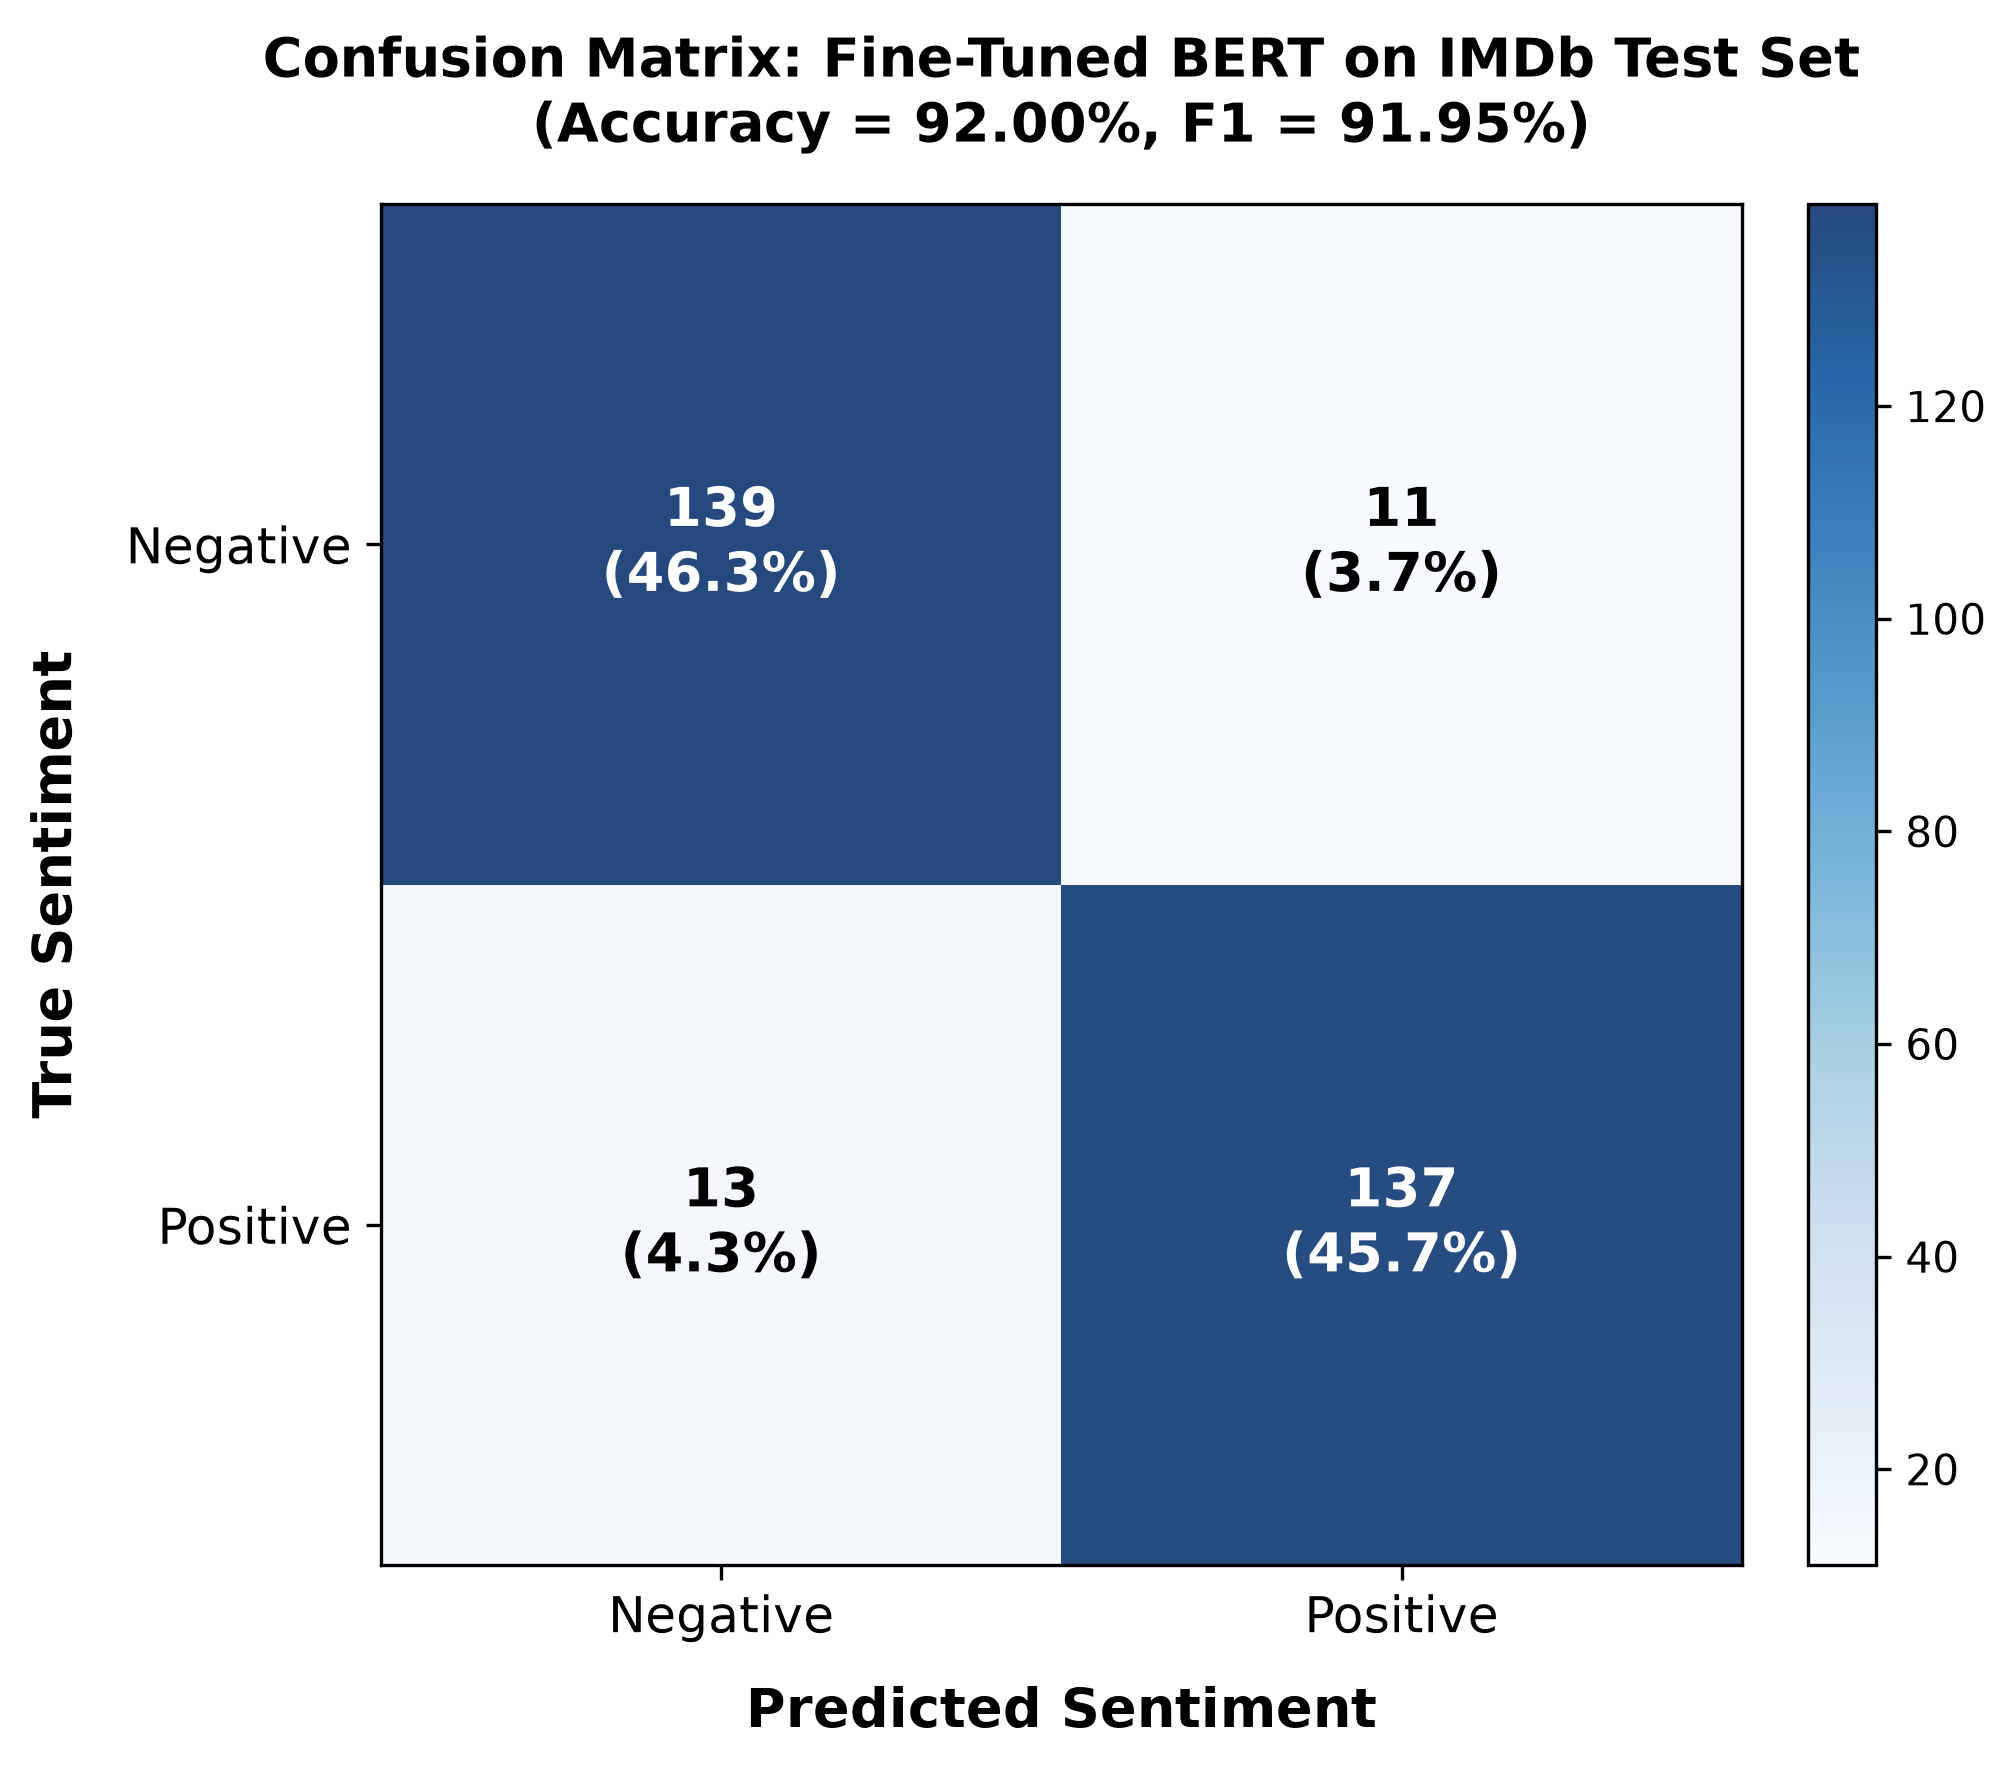 Confusion Matrix: Fine-Tuned BERT on IMDb Test Set
(Accuracy = 92.00%, F1 = 91.95%)
True Sentiment
Negative
Positive
139
(46.3%)
11
(3.7%)
13
(4.3%)
137
(45.7%)
Negative
Positive
Predicted Sentiment
120
100
80
60
40
20